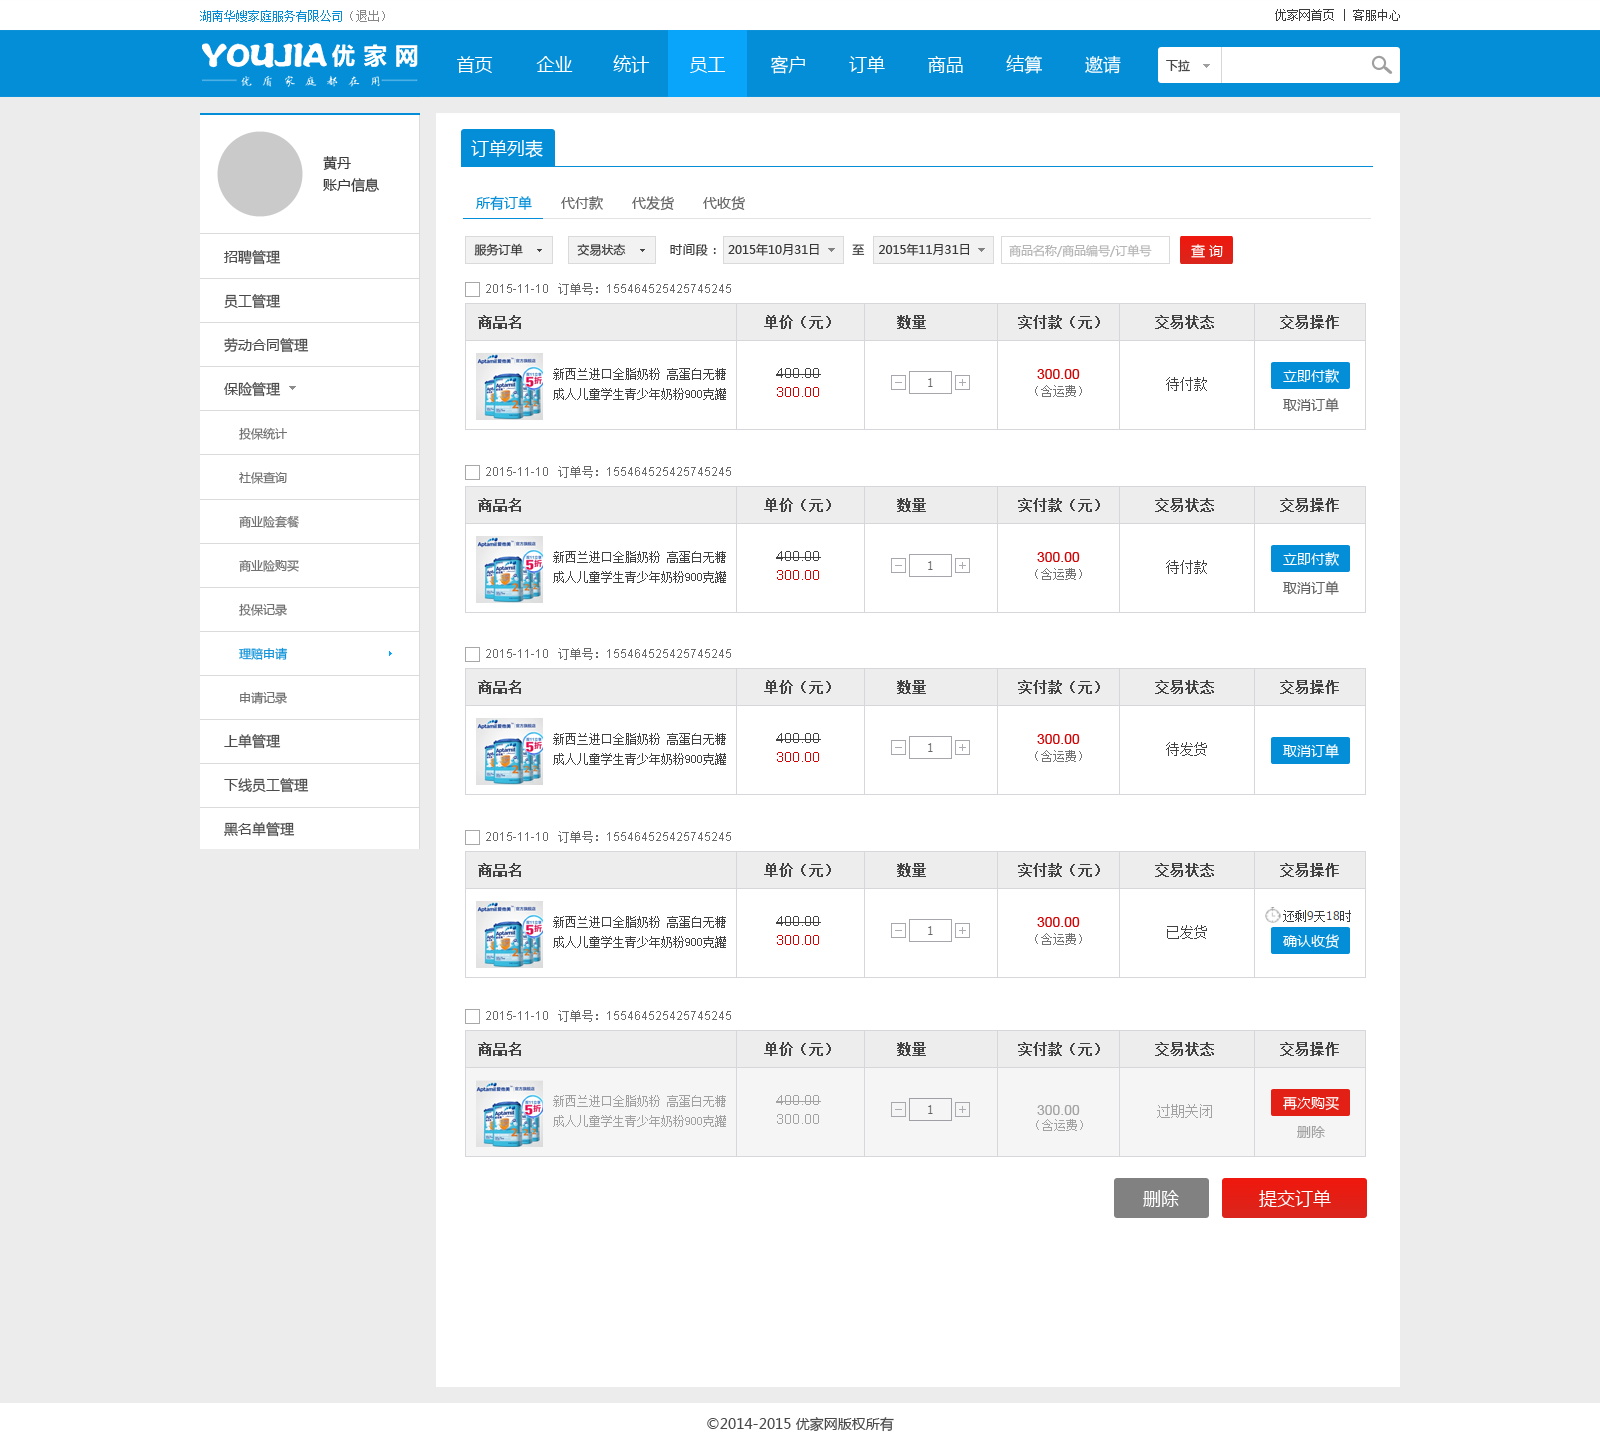 湖南华嫂家庭服务有限公司（退出）
优家网首页 | 客服中心
YOUJIA优家网
优质家庭都在用
首页 企业 统计 员工 客户 订单 商品 结算 邀请
下拉
黄丹
账户信息
招聘管理
员工管理
劳动合同管理
保险管理
投保统计
社保查询
商业险套餐
商业险购买
投保记录
理赔申请
申请记录
上单管理
下线员工管理
黑名单管理
订单列表
所有订单 代付款 代发货 代收货
服务订单 交易状态 时间段： 2015年10月31日 至 2015年11月31日 商品名称/商品编号/订单号 查 询
2015-11-10 订单号：155464525425745245
商品名 单价（元） 数量 实付款（元） 交易状态 交易操作
Aptamil
5折
新西兰进口全脂奶粉 高蛋白无糖
成人儿童学生青少年奶粉900克罐
400.00
300.00
1
300.00
（含运费）
待付款
立即付款
取消订单
2015-11-10 订单号：155464525425745245
商品名 单价（元） 数量 实付款（元） 交易状态 交易操作
Aptamil
5折
新西兰进口全脂奶粉 高蛋白无糖
成人儿童学生青少年奶粉900克罐
400.00
300.00
1
300.00
（含运费）
待付款
立即付款
取消订单
2015-11-10 订单号：155464525425745245
商品名 单价（元） 数量 实付款（元） 交易状态 交易操作
Aptamil
5折
新西兰进口全脂奶粉 高蛋白无糖
成人儿童学生青少年奶粉900克罐
400.00
300.00
1
300.00
（含运费）
待发货
取消订单
2015-11-10 订单号：155464525425745245
商品名 单价（元） 数量 实付款（元） 交易状态 交易操作
Aptamil
5折
新西兰进口全脂奶粉 高蛋白无糖
成人儿童学生青少年奶粉900克罐
400.00
300.00
1
300.00
（含运费）
已发货
还剩9天18时
确认收货
2015-11-10 订单号：155464525425745245
商品名 单价（元） 数量 实付款（元） 交易状态 交易操作
Aptamil
5折
新西兰进口全脂奶粉 高蛋白无糖
成人儿童学生青少年奶粉900克罐
400.00
300.00
1
300.00
（含运费）
过期关闭
再次购买
删除
删除 提交订单
©2014-2015 优家网版权所有